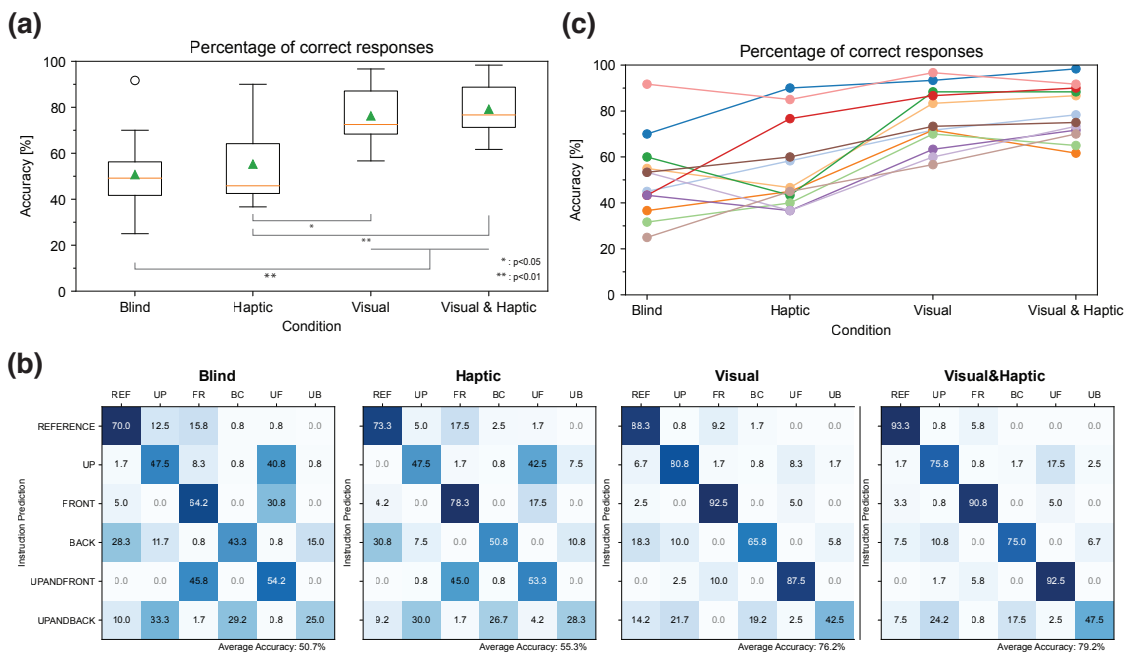 (a)
Percentage of correct responses
Accuracy [%]
100
80
60
40
20
0
*
**
**
* : p<0.05
** : p<0.01
Blind Haptic Visual Visual & Haptic
Condition
(c)
Percentage of correct responses
Accuracy [%]
100
90
80
70
60
50
40
30
20
10
0
Blind Haptic Visual Visual & Haptic
Condition
(b)
Blind
REF UP FR BC UF UB
Instruction Prediction
REFERENCE 70.0 12.5 15.8 0.8 0.8 0.0
UP 1.7 47.5 8.3 0.8 40.8 0.8
FRONT 5.0 0.0 64.2 0.0 30.8 0.0
BACK 28.3 11.7 0.8 43.3 0.8 15.0
UPANDFRONT 0.0 0.0 45.8 0.0 54.2 0.0
UPANDBACK 10.0 33.3 1.7 29.2 0.8 25.0
Average Accuracy: 50.7%
Haptic
REF UP FR BC UF UB
Instruction Prediction
73.3 5.0 17.5 2.5 1.7 0.0
0.0 47.5 1.7 0.8 42.5 7.5
4.2 0.0 78.3 0.0 17.5 0.0
30.8 7.5 0.0 50.8 0.0 10.8
0.0 0.8 45.0 0.8 53.3 0.0
9.2 30.0 1.7 26.7 4.2 28.3
Average Accuracy: 55.3%
Visual
REF UP FR BC UF UB
Instruction Prediction
88.3 0.8 9.2 1.7 0.0 0.0
6.7 80.8 1.7 0.8 8.3 1.7
2.5 0.0 92.5 0.0 5.0 0.0
18.3 10.0 0.0 65.8 0.0 5.8
0.0 2.5 10.0 0.0 87.5 0.0
14.2 21.7 0.0 19.2 2.5 42.5
Average Accuracy: 76.2%
Visual&Haptic
REF UP FR BC UF UB
Instruction Prediction
93.3 0.8 5.8 0.0 0.0 0.0
1.7 75.8 0.8 1.7 17.5 2.5
3.3 0.8 90.8 0.0 5.0 0.0
7.5 10.8 0.0 75.0 0.0 6.7
0.0 1.7 5.8 0.0 92.5 0.0
7.5 24.2 0.8 17.5 2.5 47.5
Average Accuracy: 79.2%